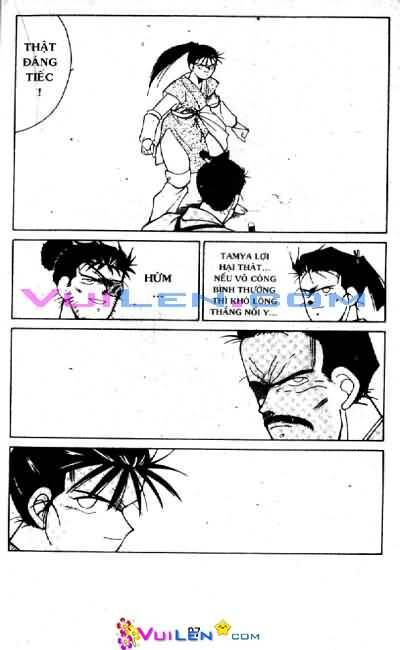 THẬT
ĐÁNG
TIẾC
!
HỪM
...
TAMYA LỢI
HẠI THẬT...
NẾU VÕ CÔNG
BÌNH THƯỜNG
THÌ KHÓ LÒNG
THẮNG NỔI Y...
VUILEN.COM
27
VUILEN.COM